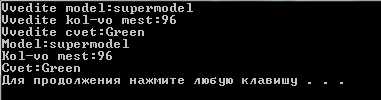 Vvedite model:supermodel
Vvedite kol-vo mest:96
Vvedite cvet:Green
Model:supermodel
Kol-vo mest:96
Cvet:Green
Для продолжения нажмите любую клавишу . . .